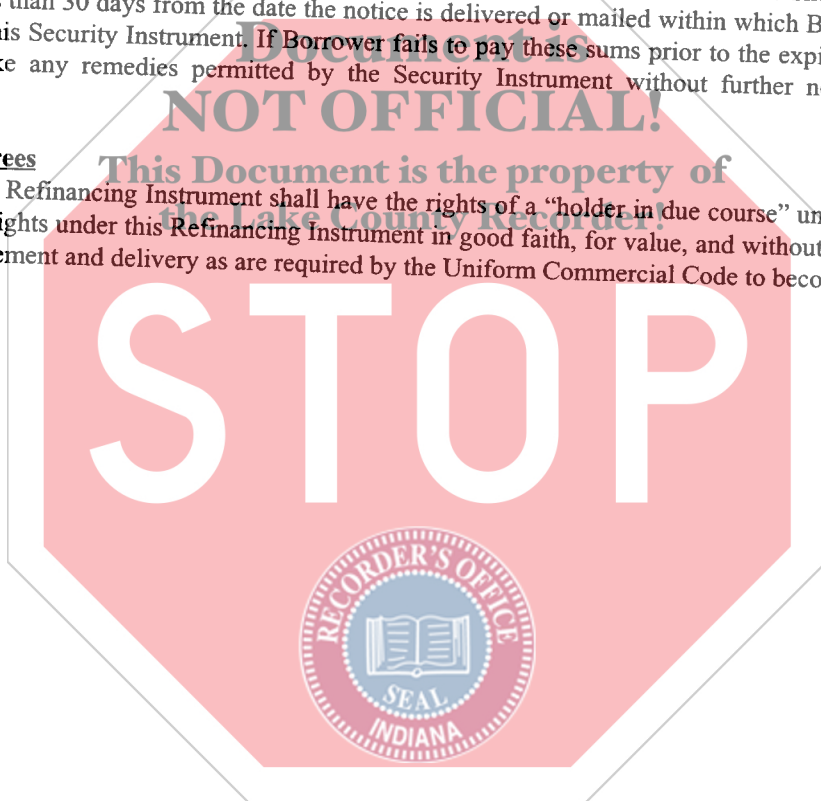 than 30 days from the date the notice is delivered or mailed within which B
is Security Instrument. If Borrower fails to pay these sums prior to the expi
e any remedies permitted by the Security Instrument without further n
Document is
NOT OFFICIAL!
This Document is the property of
the Lake County Recorder!
ees
Refinancing Instrument shall have the rights of a “holder in due course” un
ights under this Refinancing Instrument in good faith, for value, and without
ement and delivery as are required by the Uniform Commercial Code to beco
STOP
RECORDER'S OFFICE
SEAL
INDIANA